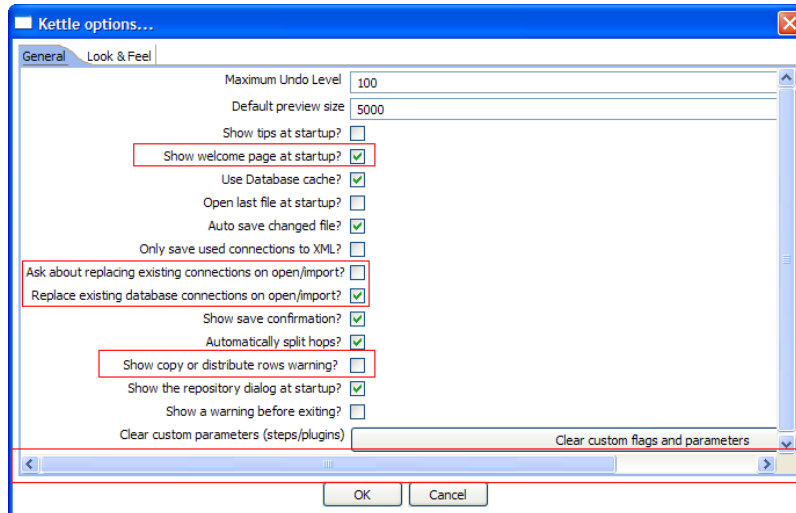 Kettle options...
General Look & Feel
Maximum Undo Level 100
Default preview size 5000
Show tips at startup?
Show welcome page at startup?
Use Database cache?
Open last file at startup?
Auto save changed file?
Only save used connections to XML?
Ask about replacing existing connections on open/import?
Replace existing database connections on open/import?
Show save confirmation?
Automatically split hops?
Show copy or distribute rows warning?
Show the repository dialog at startup?
Show a warning before exiting?
Clear custom parameters (steps/plugins) Clear custom flags and parameters
OK Cancel